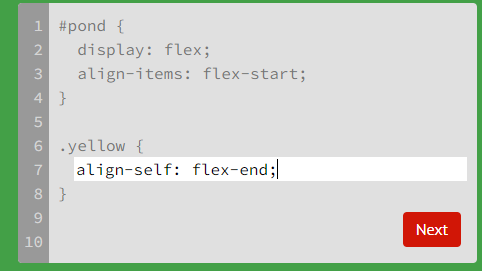 1 #pond {
2   display: flex;
3   align-items: flex-start;
4 }
5
6 .yellow {
7   align-self: flex-end;
8 }
9
10
Next